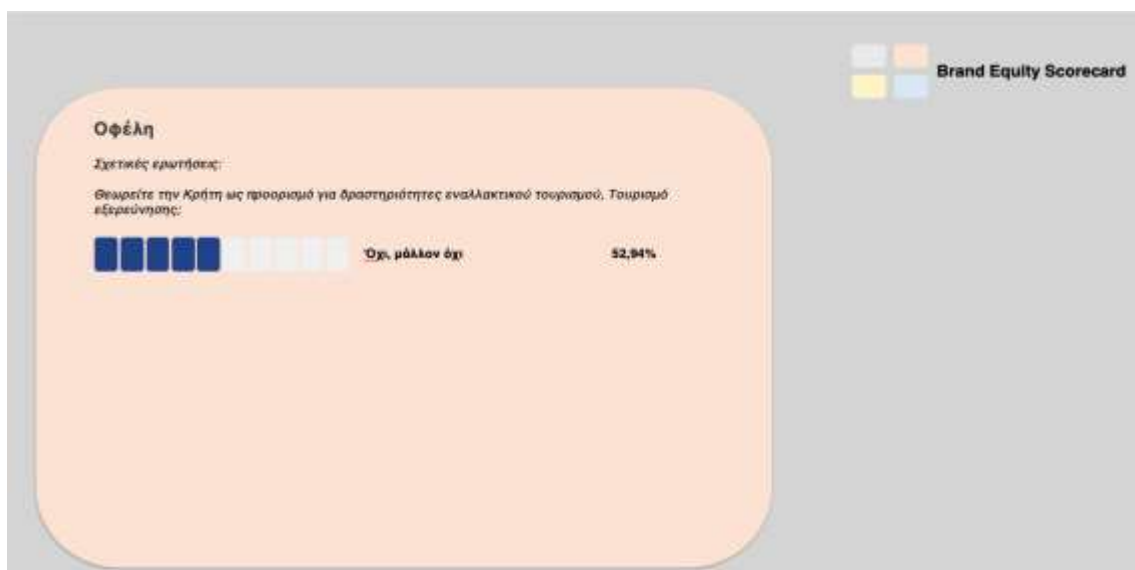 Brand Equity Scorecard
Οφέλη
Σχετικές ερωτήσεις:
Θεωρείτε την Κρήτη ως προορισμό για δραστηριότητες εναλλακτικού τουρισμού, Τουρισμό
εξερεύνησης;
Όχι, μάλλον όχι 52,94%